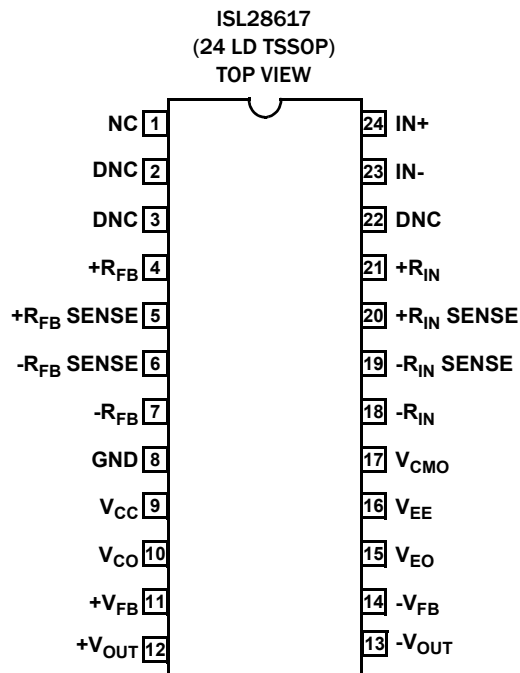 ISL28617
(24 LD TSSOP)
TOP VIEW
NC 1 24 IN+
DNC 2 23 IN-
DNC 3 22 DNC
+RFB 4 21 +RIN
+RFB SENSE 5 20 +RIN SENSE
-RFB SENSE 6 19 -RIN SENSE
-RFB 7 18 -RIN
GND 8 17 VCMO
VCC 9 16 VEE
VCO 10 15 VEO
+VFB 11 14 -VFB
+VOUT 12 13 -VOUT